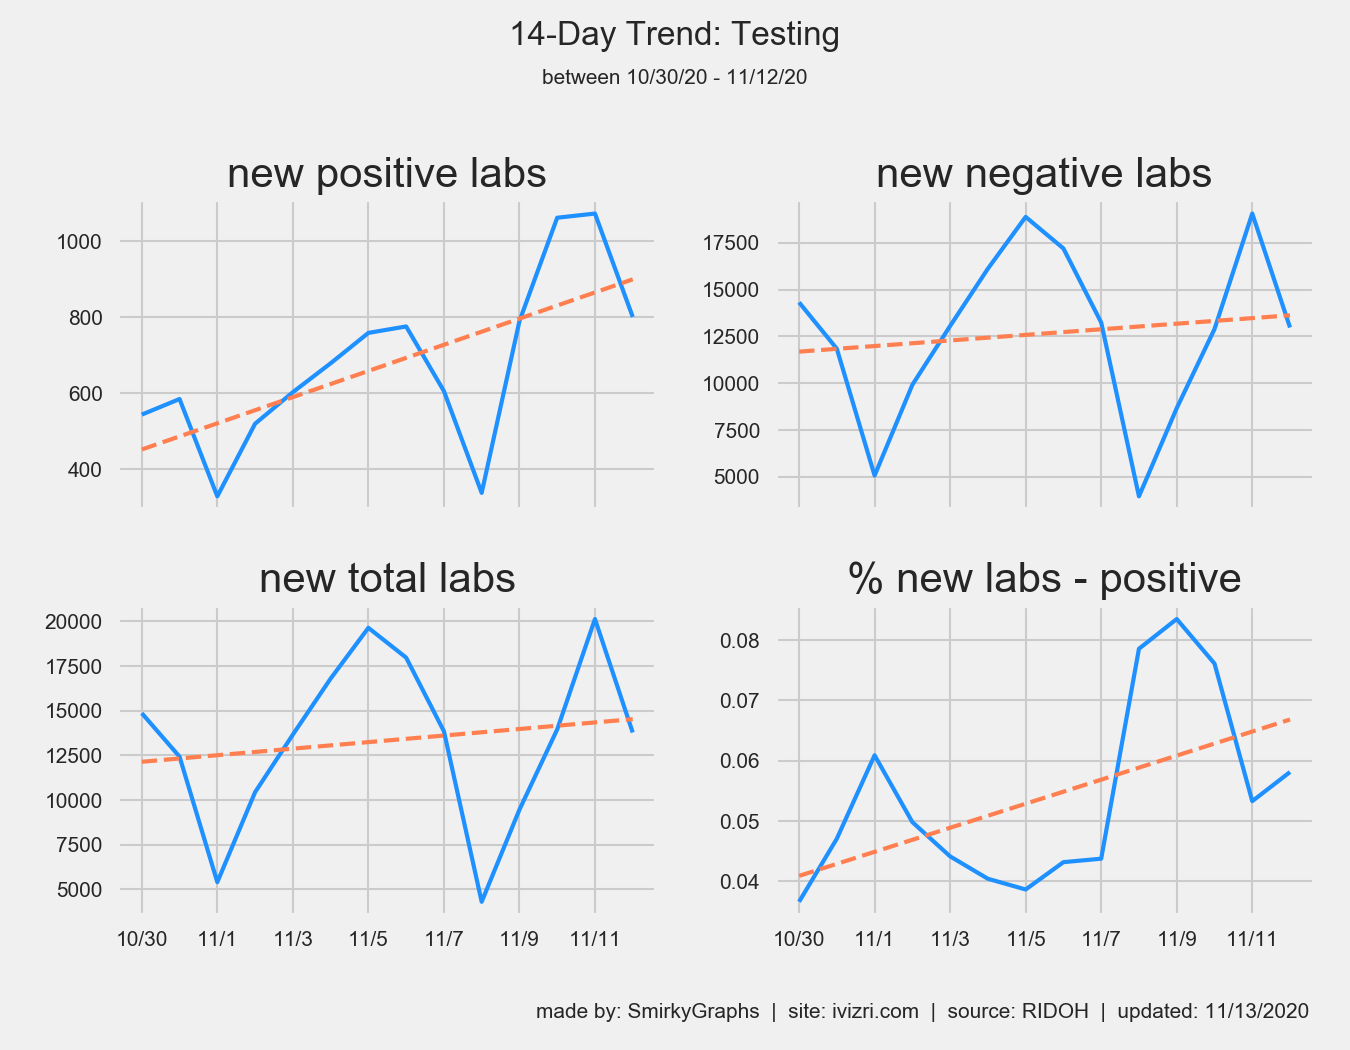 14-Day Trend: Testing
between 10/30/20 - 11/12/20
new positive labs
1000
800
600
400
new negative labs
17500
15000
12500
10000
7500
5000
new total labs
20000
17500
15000
12500
10000
7500
5000
10/30 11/1 11/3 11/5 11/7 11/9 11/11
% new labs - positive
0.08
0.07
0.06
0.05
0.04
10/30 11/1 11/3 11/5 11/7 11/9 11/11
made by: SmirkyGraphs | site: ivizri.com | source: RIDOH | updated: 11/13/2020